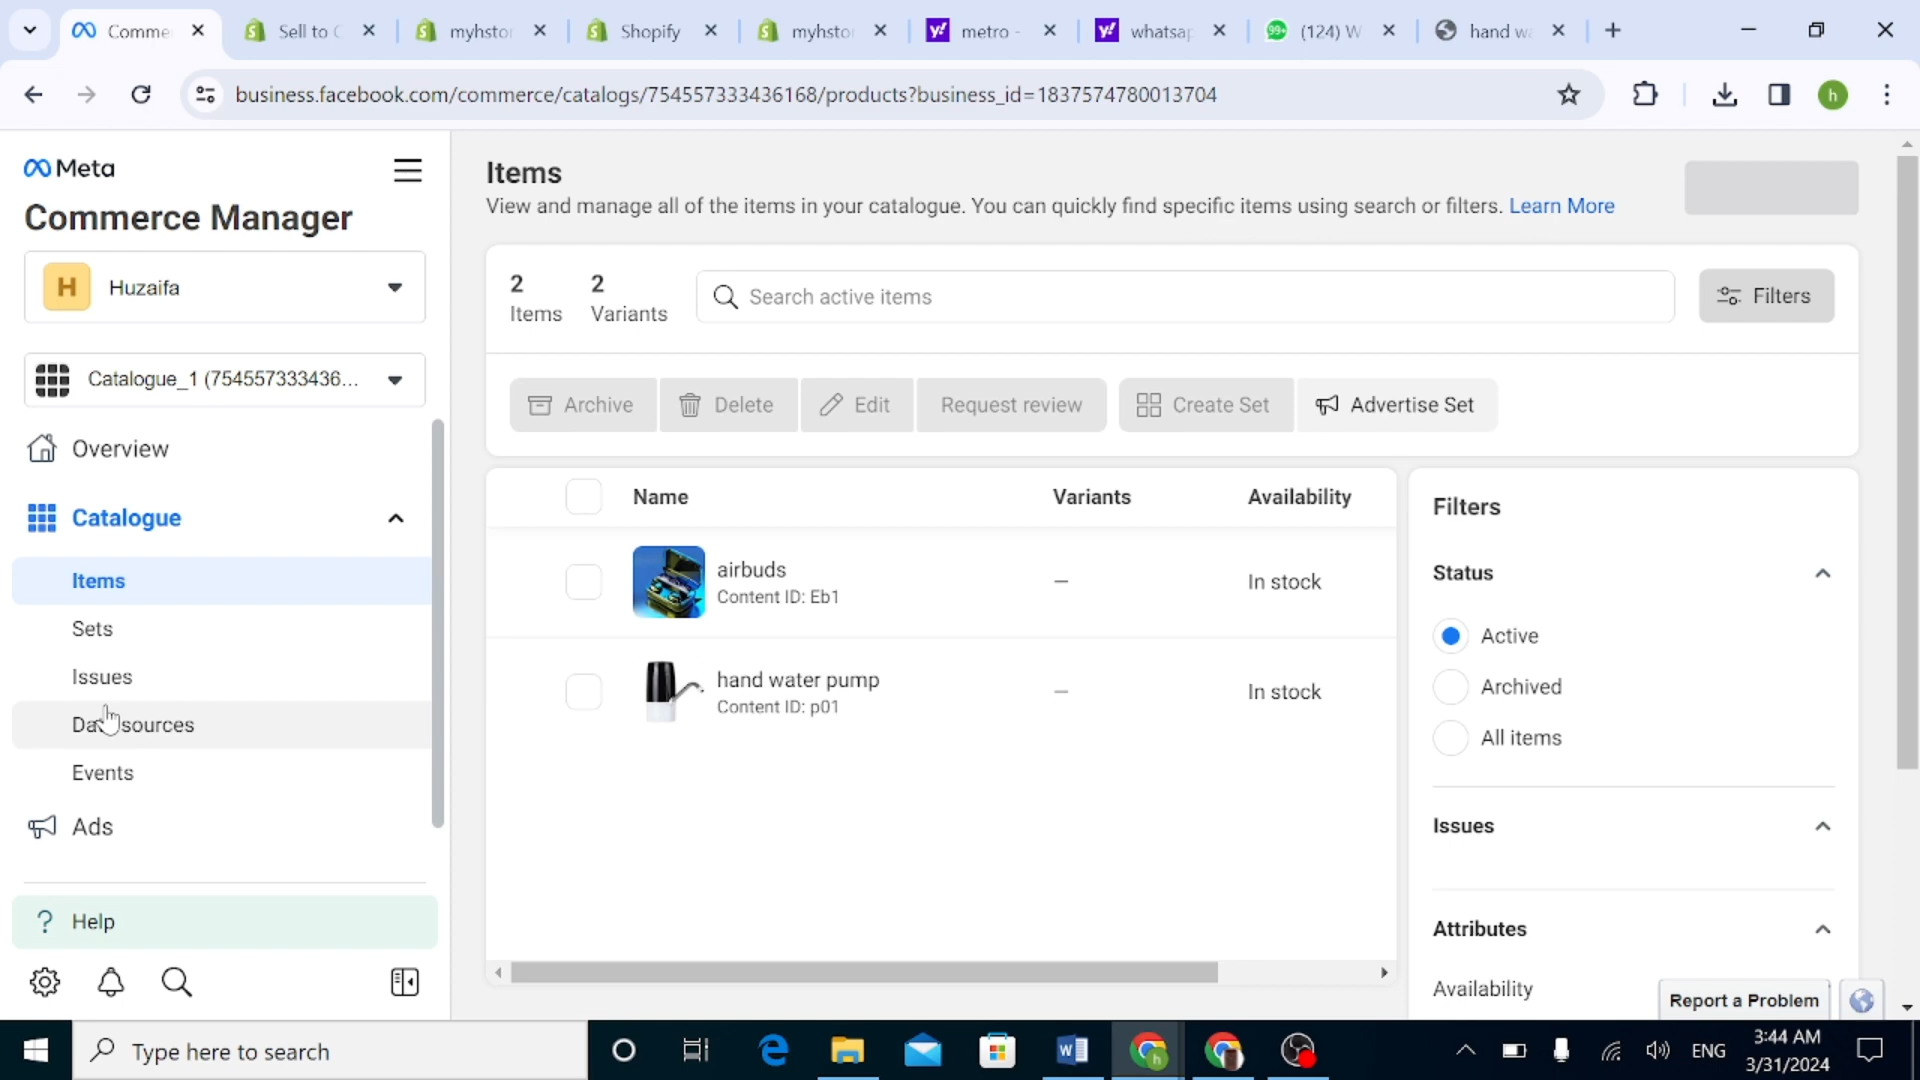 Comme
Sell to C
myhstor
Shopify
myhstor
metro -
whatsap
(124) W
hand wa
business.facebook.com/commerce/catalogs/754557333436168/products?business_id=1837574780013704
h
Meta
Commerce Manager
H Huzaifa
Catalogue_1 (754557333436...
Overview
Catalogue
Items
Sets
Issues
Data sources
Events
Ads
? Help
Items
View and manage all of the items in your catalogue. You can quickly find specific items using search or filters. Learn More
2 Items
2 Variants
Search active items
Filters
Archive
Delete
Edit
Request review
Create Set
Advertise Set
Name Variants Availability
airbuds
Content ID: Eb1
— In stock
hand water pump
Content ID: p01
— In stock
Filters
Status
Active
Archived
All items
Issues
Attributes
Availability
Report a Problem
Type here to search
ENG
3:44 AM
3/31/2024